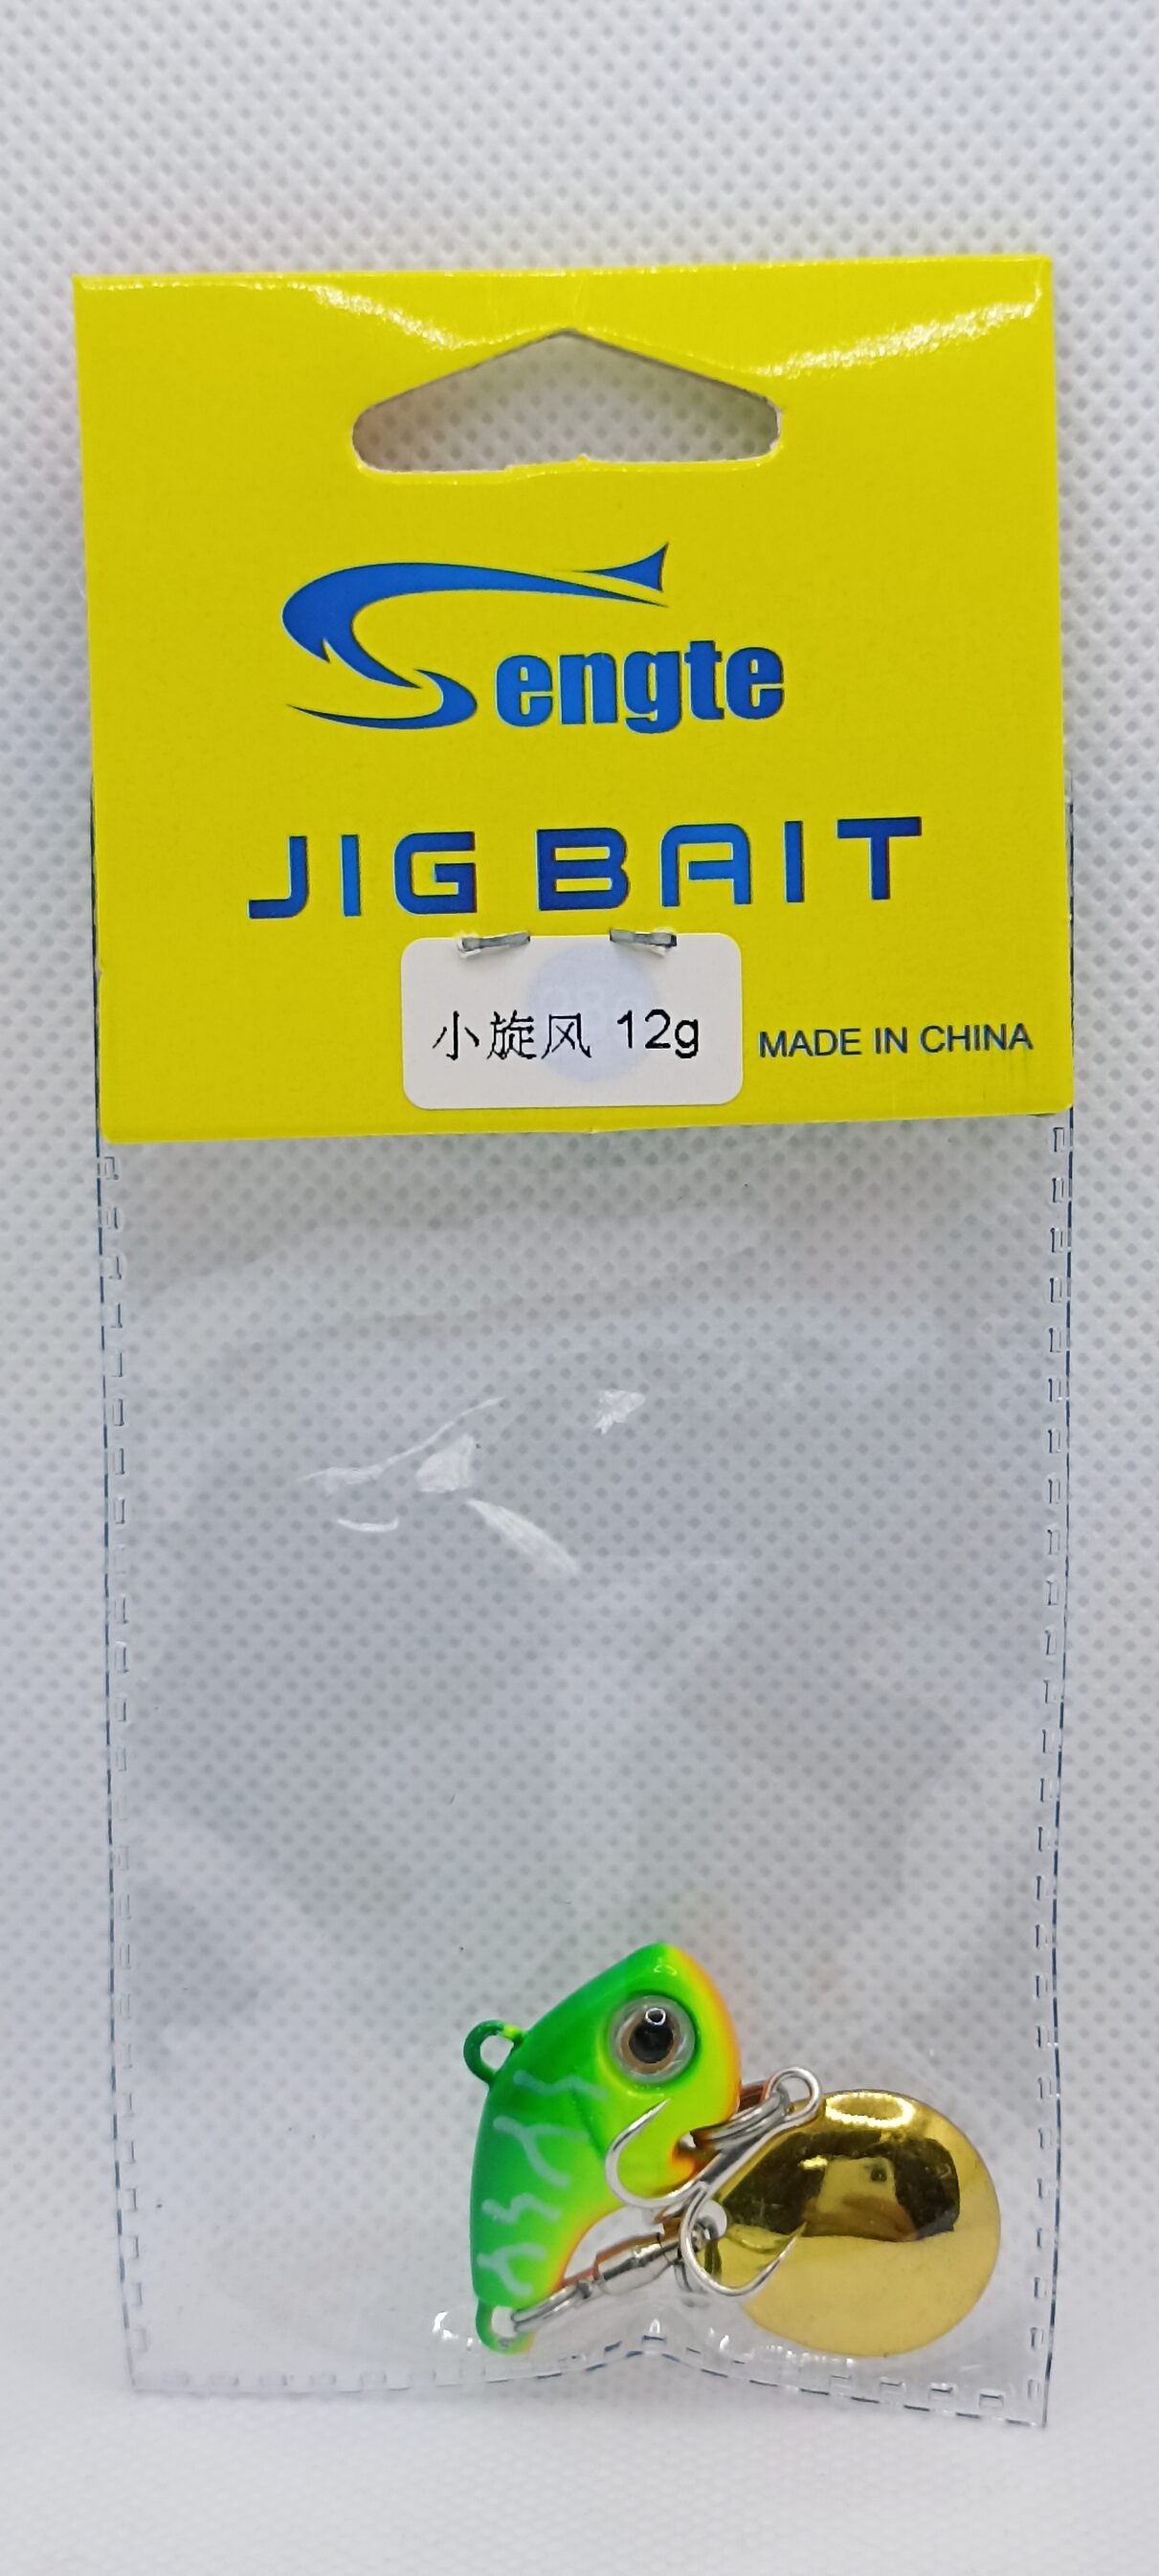 Sengte
JIG BAIT
小旋风 12g
MADE IN CHINA